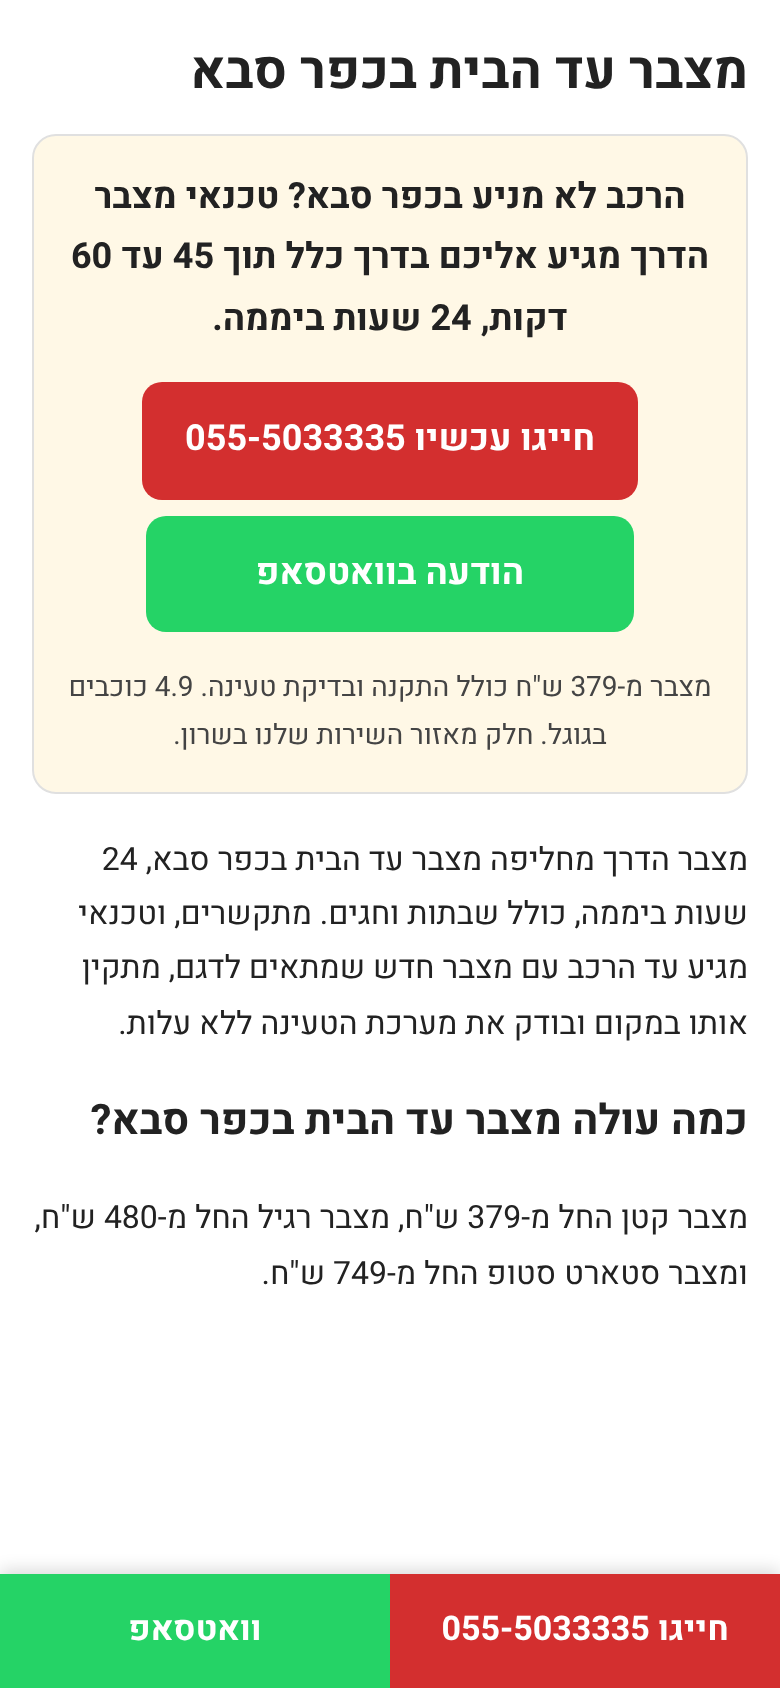 מצבר עד הבית בכפר סבא
הרכב לא מניע בכפר סבא? טכנאי מצבר
הדרך מגיע אליכם בדרך כלל תוך 45 עד 60
דקות, 24 שעות ביממה.
חייגו עכשיו 055-5033335
הודעה בוואטסאפ
מצבר מ-379 ש"ח כולל התקנה ובדיקת טעינה. 4.9 כוכבים
בגוגל. חלק מאזור השירות שלנו בשרון.
מצבר הדרך מחליפה מצבר עד הבית בכפר סבא, 24
שעות ביממה, כולל שבתות וחגים. מתקשרים, וטכנאי
מגיע עד הרכב עם מצבר חדש שמתאים לדגם, מתקין
אותו במקום ובודק את מערכת הטעינה ללא עלות.
כמה עולה מצבר עד הבית בכפר סבא?
מצבר קטן החל מ-379 ש"ח, מצבר רגיל החל מ-480 ש"ח,
ומצבר סטארט סטופ החל מ-749 ש"ח.
חייגו 055-5033335
וואטסאפ